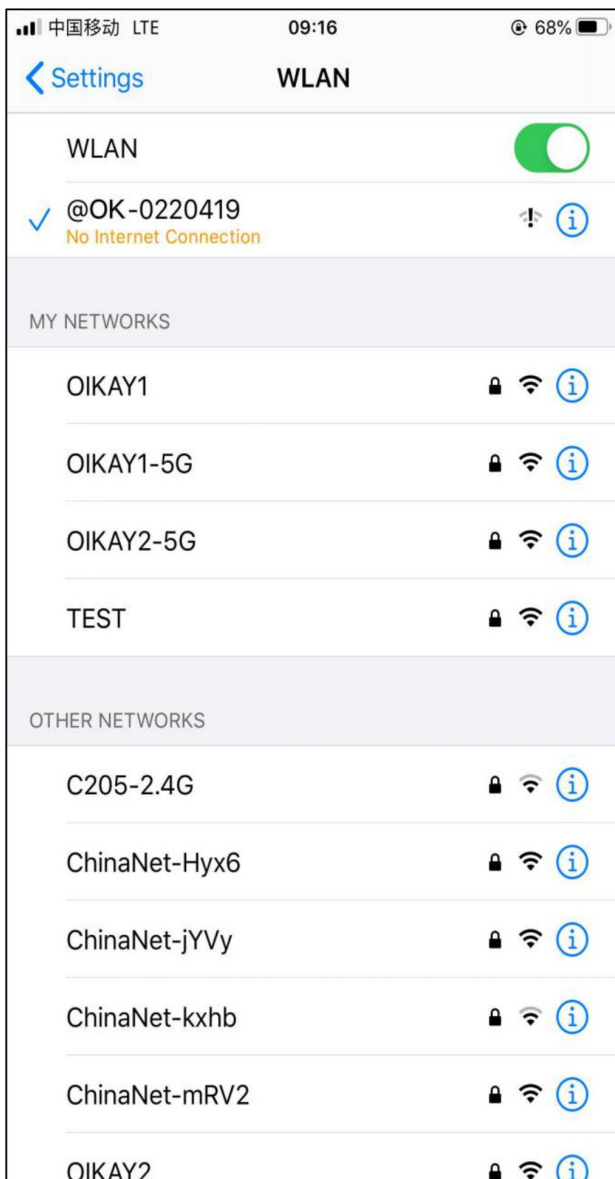 中国移动 LTE 09:16 68%
Settings WLAN
WLAN
@OK-0220419
No Internet Connection
MY NETWORKS
OIKAY1
OIKAY1-5G
OIKAY2-5G
TEST
OTHER NETWORKS
C205-2.4G
ChinaNet-Hyx6
ChinaNet-jYVy
ChinaNet-kxhb
ChinaNet-mRV2
OIKAY2